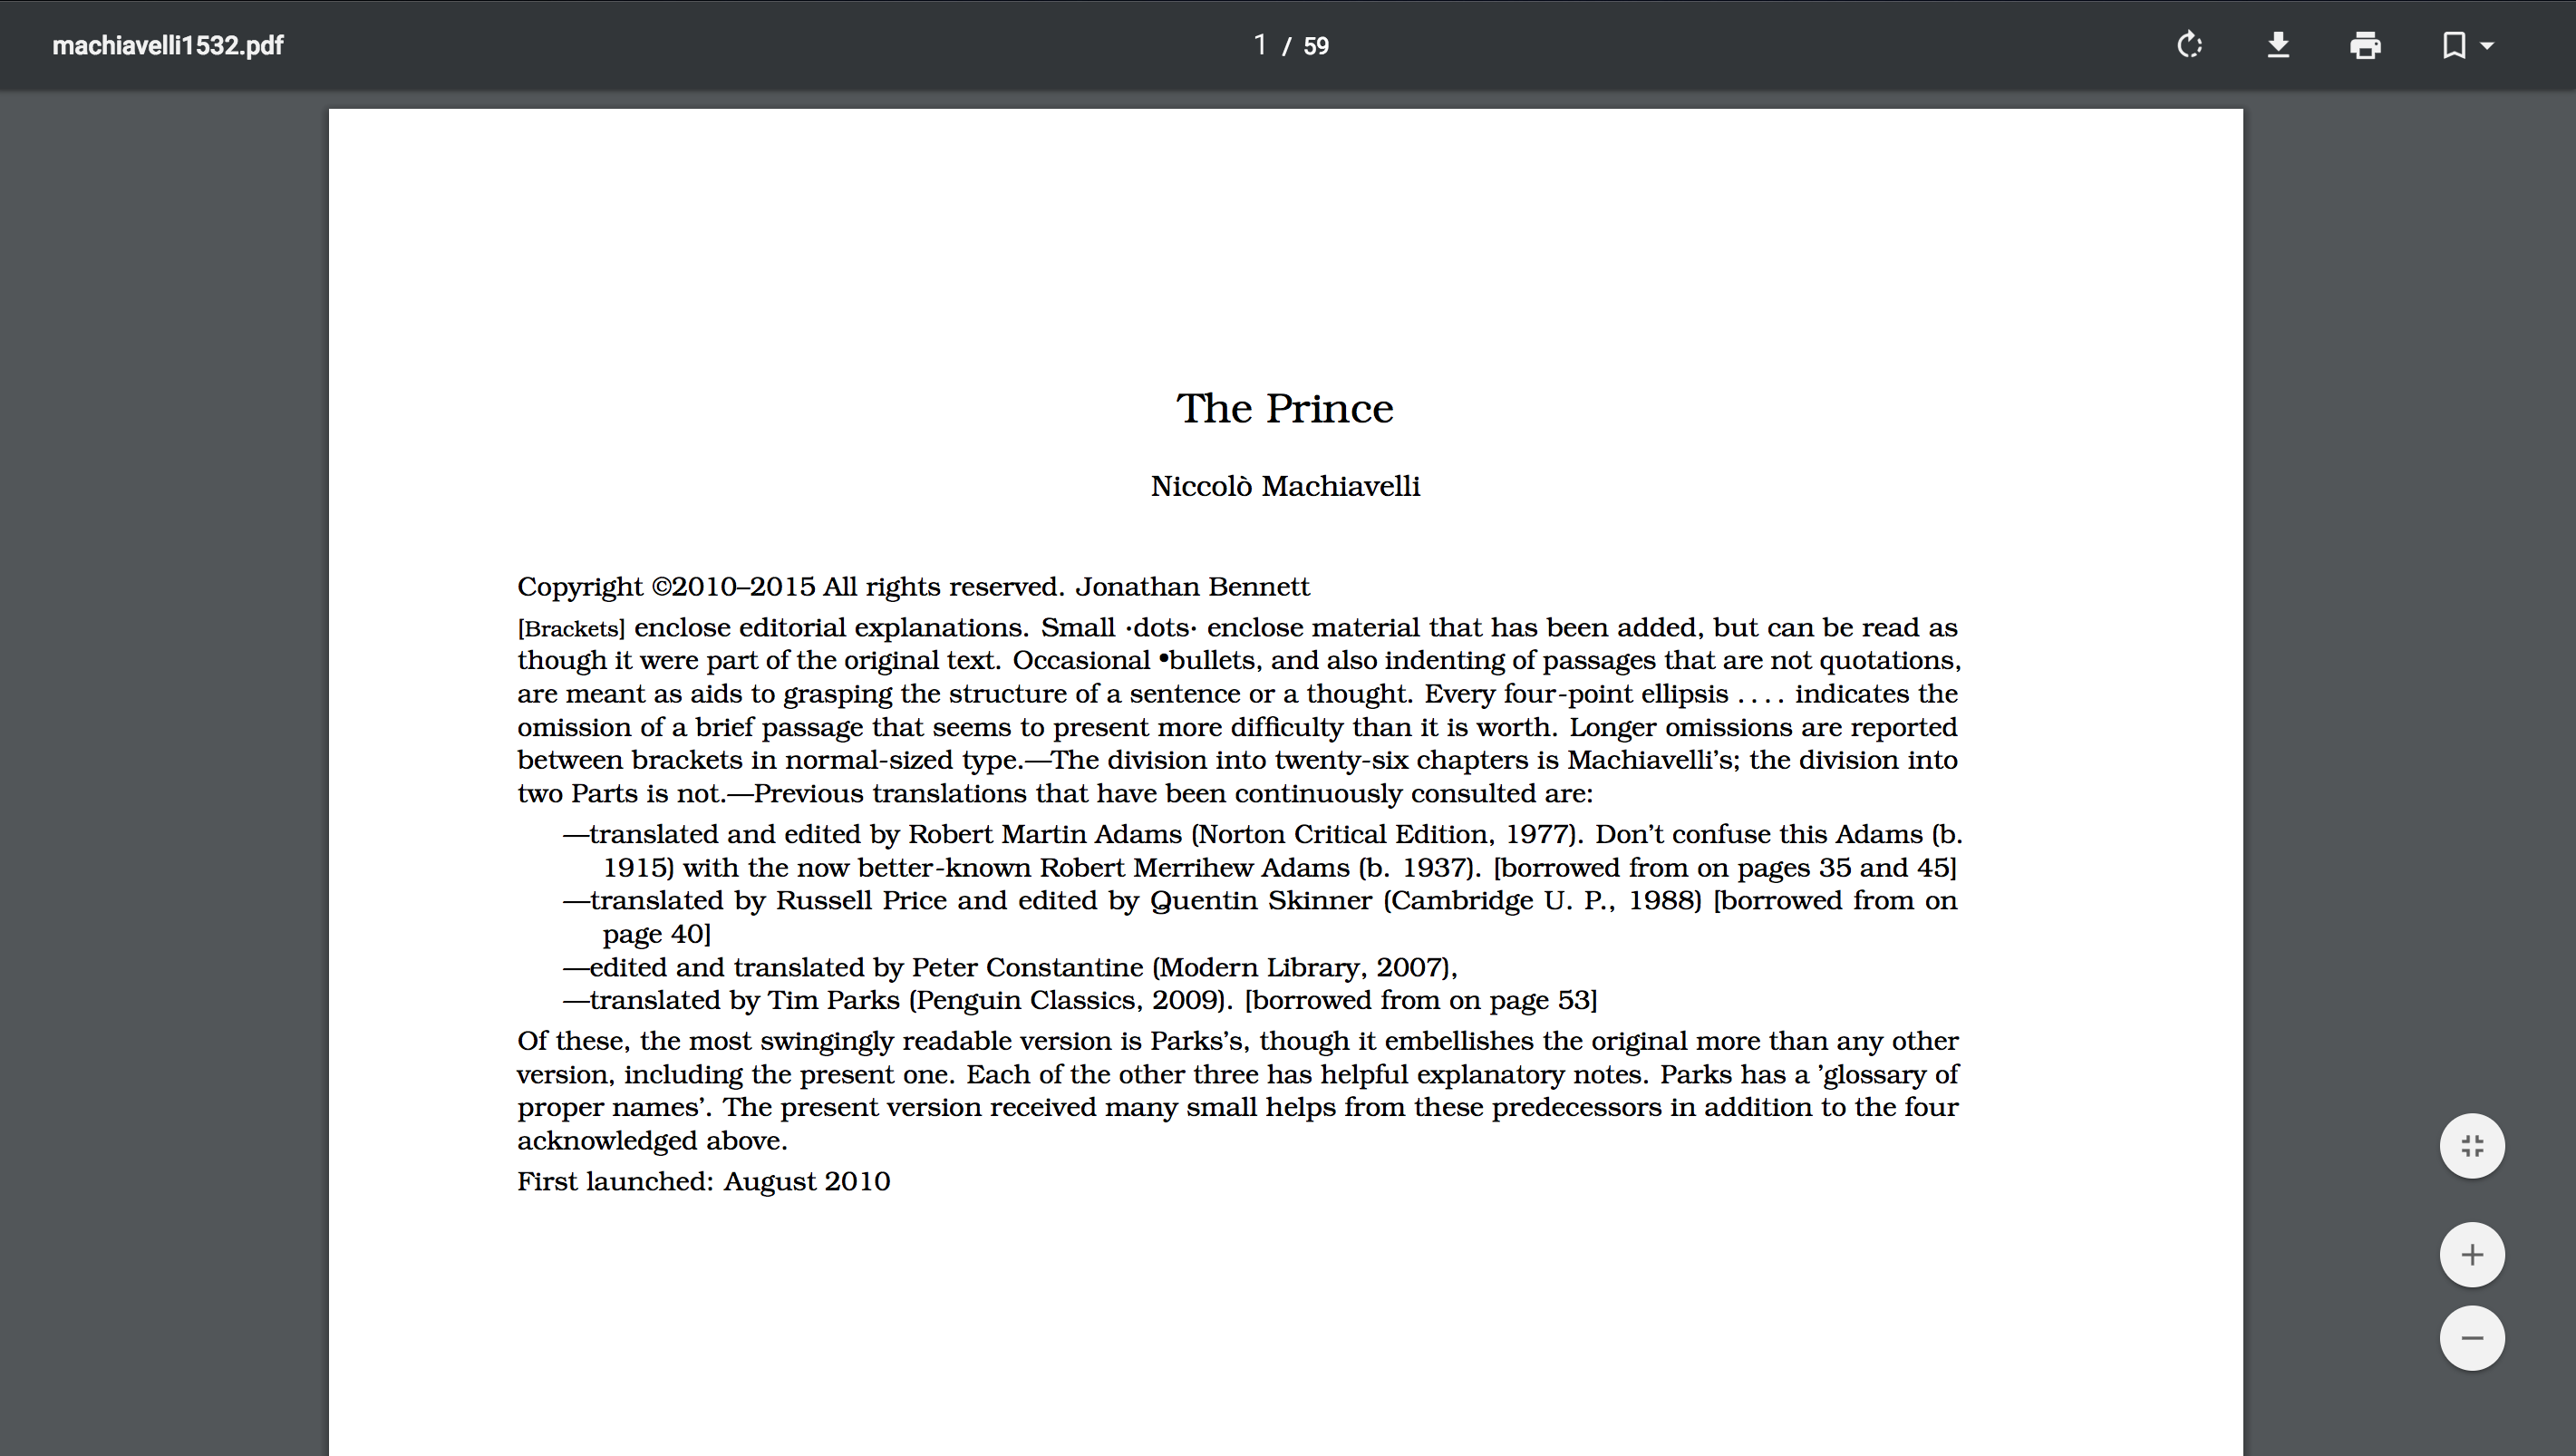 machiavelli1532.pdf
1 / 59
The Prince
Niccolò Machiavelli
Copyright ©2010–2015 All rights reserved. Jonathan Bennett
[Brackets] enclose editorial explanations. Small ·dots· enclose material that has been added, but can be read as
though it were part of the original text. Occasional •bullets, and also indenting of passages that are not quotations,
are meant as aids to grasping the structure of a sentence or a thought. Every four-point ellipsis . . . . indicates the
omission of a brief passage that seems to present more difficulty than it is worth. Longer omissions are reported
between brackets in normal-sized type.—The division into twenty-six chapters is Machiavelli's; the division into
two Parts is not.—Previous translations that have been continuously consulted are:
—translated and edited by Robert Martin Adams (Norton Critical Edition, 1977). Don't confuse this Adams (b.
1915) with the now better-known Robert Merrihew Adams (b. 1937). [borrowed from on pages 35 and 45]
—translated by Russell Price and edited by Quentin Skinner (Cambridge U. P., 1988) [borrowed from on
page 40]
—edited and translated by Peter Constantine (Modern Library, 2007),
—translated by Tim Parks (Penguin Classics, 2009). [borrowed from on page 53]
Of these, the most swingingly readable version is Parks's, though it embellishes the original more than any other
version, including the present one. Each of the other three has helpful explanatory notes. Parks has a 'glossary of
proper names'. The present version received many small helps from these predecessors in addition to the four
acknowledged above.
First launched: August 2010